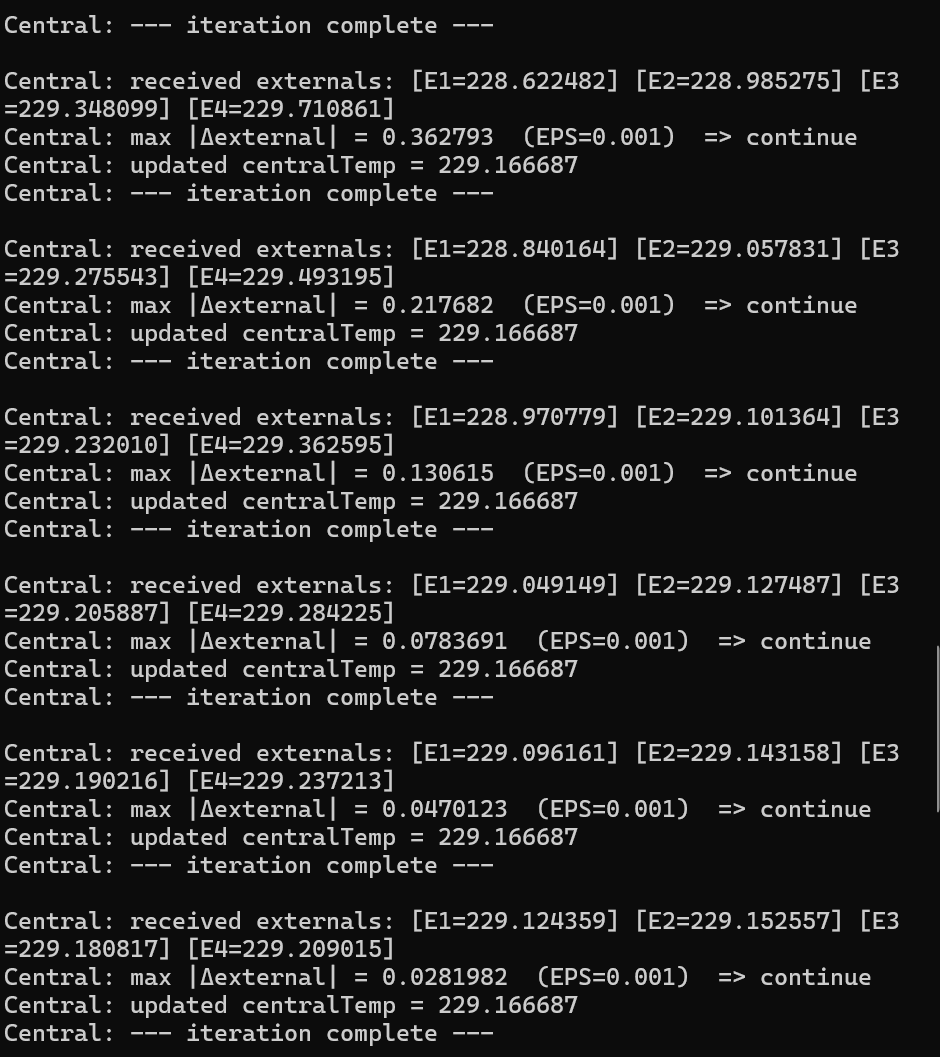 Central: --- iteration complete ---
Central: received externals: [E1=228.622482] [E2=228.985275] [E3
=229.348099] [E4=229.710861]
Central: max |Δexternal| = 0.362793  (EPS=0.001)  => continue
Central: updated centralTemp = 229.166687
Central: --- iteration complete ---
Central: received externals: [E1=228.840164] [E2=229.057831] [E3
=229.275543] [E4=229.493195]
Central: max |Δexternal| = 0.217682  (EPS=0.001)  => continue
Central: updated centralTemp = 229.166687
Central: --- iteration complete ---
Central: received externals: [E1=228.970779] [E2=229.101364] [E3
=229.232010] [E4=229.362595]
Central: max |Δexternal| = 0.130615  (EPS=0.001)  => continue
Central: updated centralTemp = 229.166687
Central: --- iteration complete ---
Central: received externals: [E1=229.049149] [E2=229.127487] [E3
=229.205887] [E4=229.284225]
Central: max |Δexternal| = 0.0783691  (EPS=0.001)  => continue
Central: updated centralTemp = 229.166687
Central: --- iteration complete ---
Central: received externals: [E1=229.096161] [E2=229.143158] [E3
=229.190216] [E4=229.237213]
Central: max |Δexternal| = 0.0470123  (EPS=0.001)  => continue
Central: updated centralTemp = 229.166687
Central: --- iteration complete ---
Central: received externals: [E1=229.124359] [E2=229.152557] [E3
=229.180817] [E4=229.209015]
Central: max |Δexternal| = 0.0281982  (EPS=0.001)  => continue
Central: updated centralTemp = 229.166687
Central: --- iteration complete ---